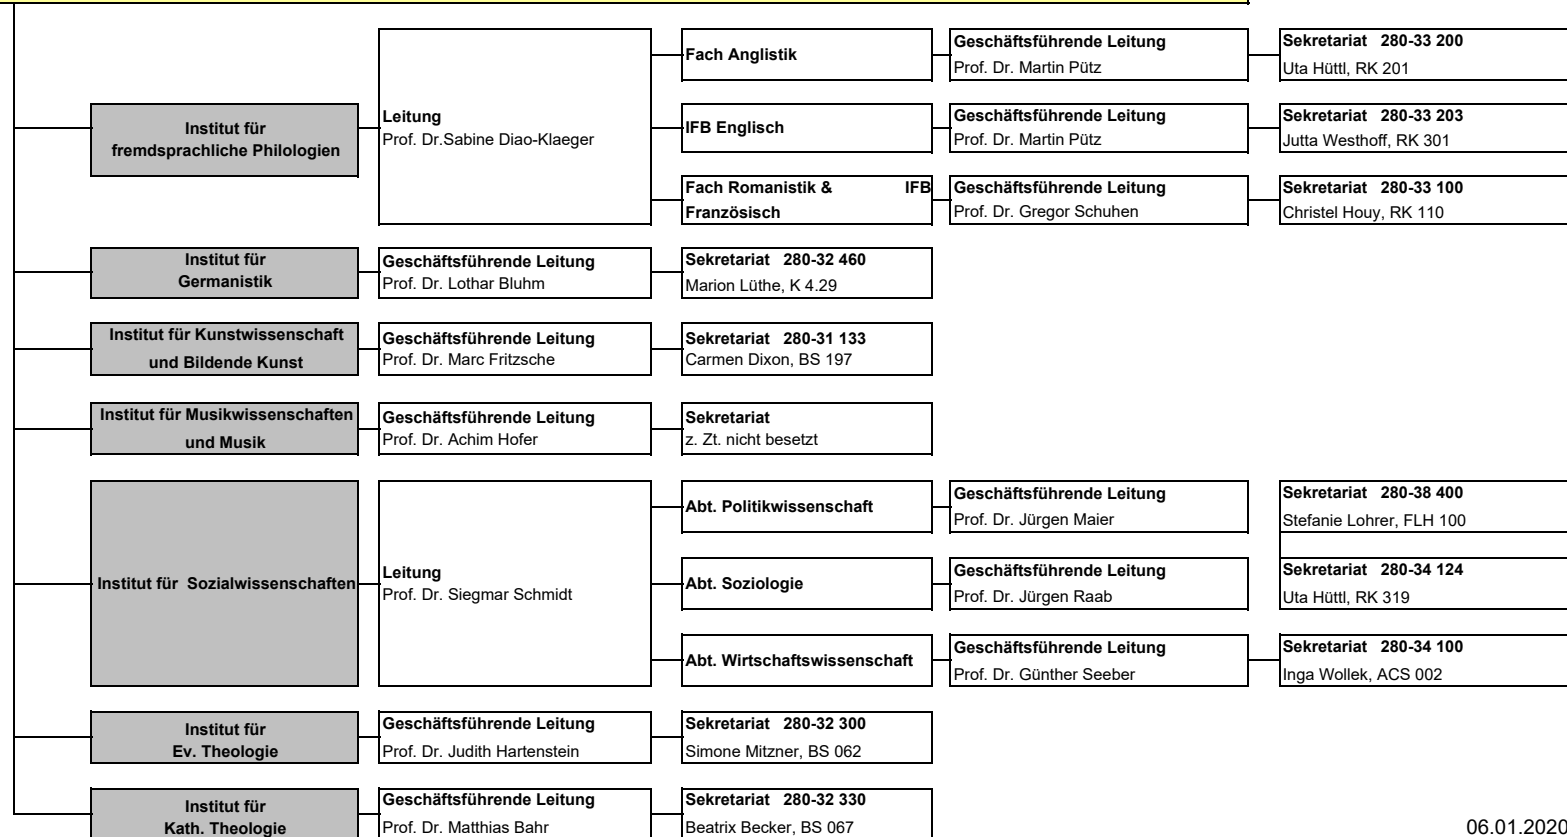 Institut für
fremdsprachliche Philologien
Leitung
Prof. Dr.Sabine Diao-Klaeger
Fach Anglistik
Geschäftsführende Leitung
Prof. Dr. Martin Pütz
Sekretariat 280-33 200
Uta Hüttl, RK 201
IFB Englisch
Geschäftsführende Leitung
Prof. Dr. Martin Pütz
Sekretariat 280-33 203
Jutta Westhoff, RK 301
Fach Romanistik & IFB
Französisch
Geschäftsführende Leitung
Prof. Dr. Gregor Schuhen
Sekretariat 280-33 100
Christel Houy, RK 110
Institut für
Germanistik
Geschäftsführende Leitung
Prof. Dr. Lothar Bluhm
Sekretariat 280-32 460
Marion Lüthe, K 4.29
Institut für Kunstwissenschaft
und Bildende Kunst
Geschäftsführende Leitung
Prof. Dr. Marc Fritzsche
Sekretariat 280-31 133
Carmen Dixon, BS 197
Institut für Musikwissenschaften
und Musik
Geschäftsführende Leitung
Prof. Dr. Achim Hofer
Sekretariat
z. Zt. nicht besetzt
Institut für Sozialwissenschaften
Leitung
Prof. Dr. Siegmar Schmidt
Abt. Politikwissenschaft
Geschäftsführende Leitung
Prof. Dr. Jürgen Maier
Sekretariat 280-38 400
Stefanie Lohrer, FLH 100
Abt. Soziologie
Geschäftsführende Leitung
Prof. Dr. Jürgen Raab
Sekretariat 280-34 124
Uta Hüttl, RK 319
Abt. Wirtschaftswissenschaft
Geschäftsführende Leitung
Prof. Dr. Günther Seeber
Sekretariat 280-34 100
Inga Wollek, ACS 002
Institut für
Ev. Theologie
Geschäftsführende Leitung
Prof. Dr. Judith Hartenstein
Sekretariat 280-32 300
Simone Mitzner, BS 062
Institut für
Kath. Theologie
Geschäftsführende Leitung
Prof. Dr. Matthias Bahr
Sekretariat 280-32 330
Beatrix Becker, BS 067
06.01.2020